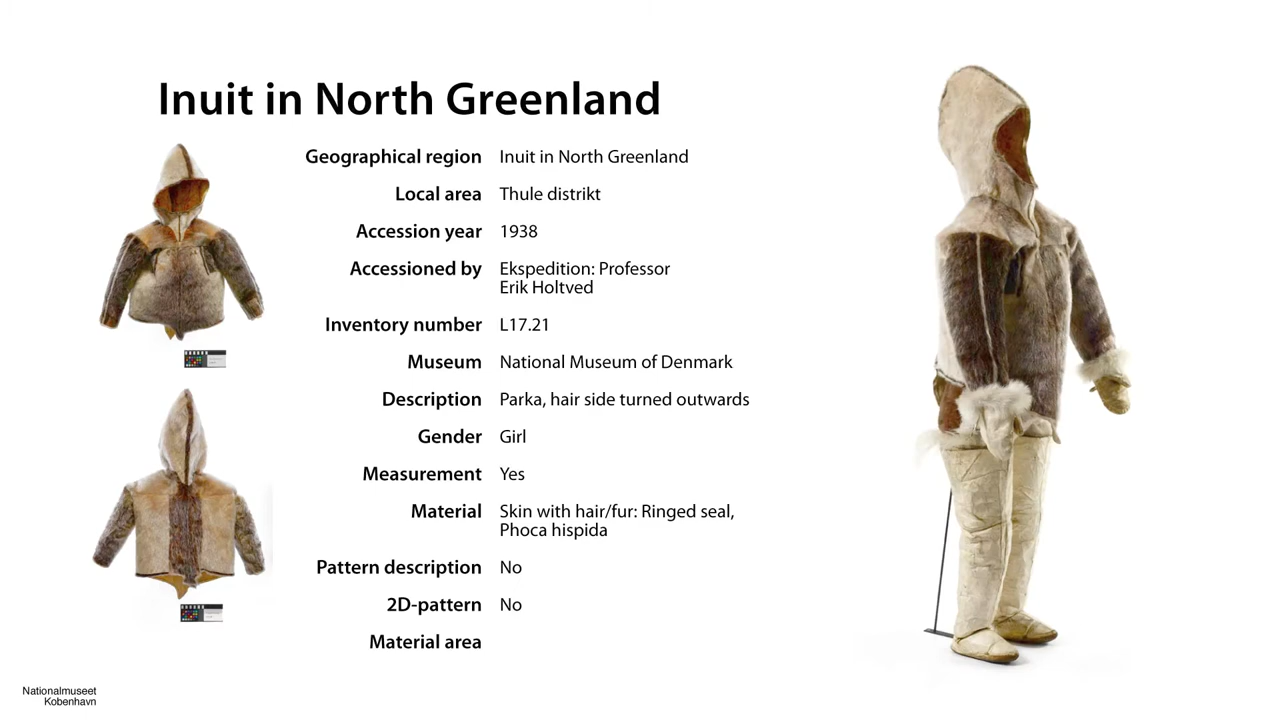 Inuit in North Greenland
Geographical region Inuit in North Greenland
Local area Thule distrikt
Accession year 1938
Accessioned by Ekspedition: Professor
Erik Holtved
Inventory number L17.21
Museum National Museum of Denmark
Description Parka, hair side turned outwards
Gender Girl
Measurement Yes
Material Skin with hair/fur: Ringed seal,
Phoca hispida
Pattern description No
2D-pattern No
Material area
Nationalmuseet
Kobenhavn